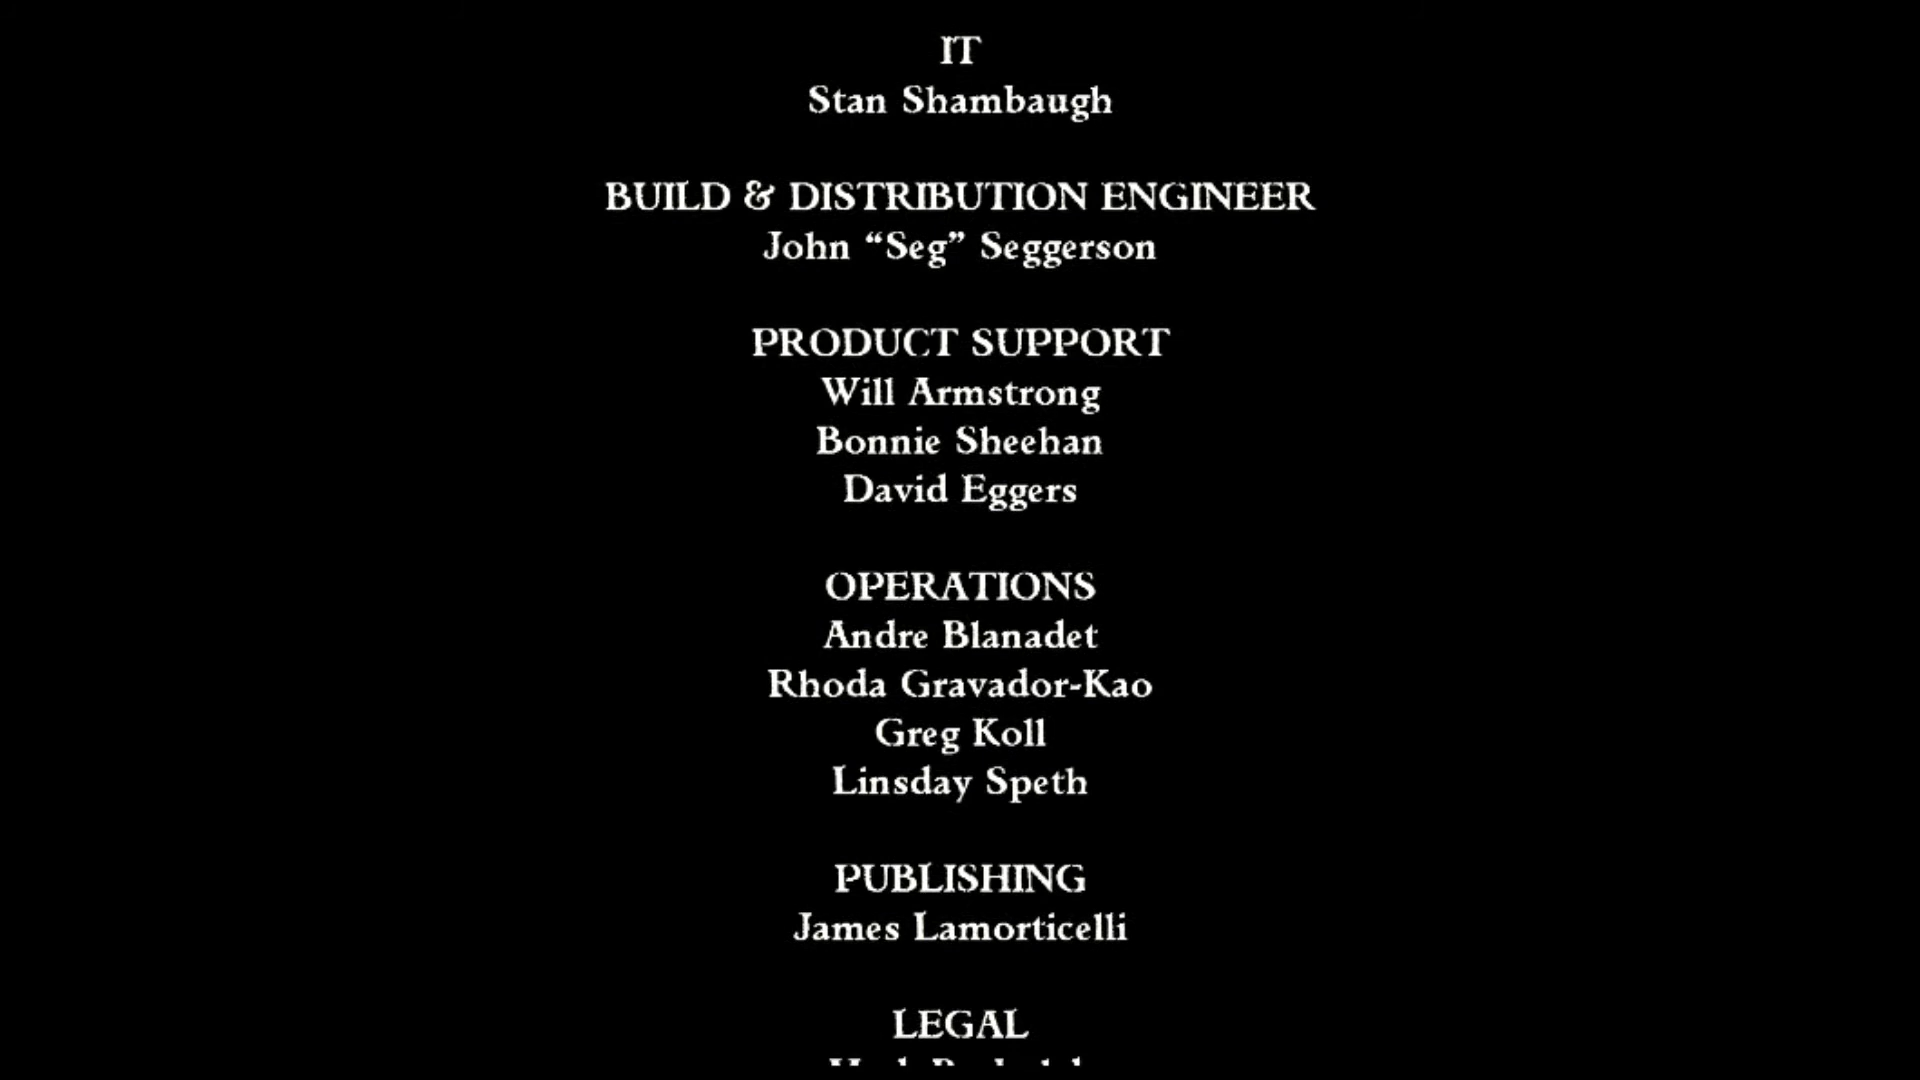 IT
Stan Shambaugh
BUILD & DISTRIBUTION ENGINEER
John “Seg” Seggerson
PRODUCT SUPPORT
Will Armstrong
Bonnie Sheehan
David Eggers
OPERATIONS
Andre Blanadet
Rhoda Gravador-Kao
Greg Koll
Linsday Speth
PUBLISHING
James Lamorticelli
LEGAL